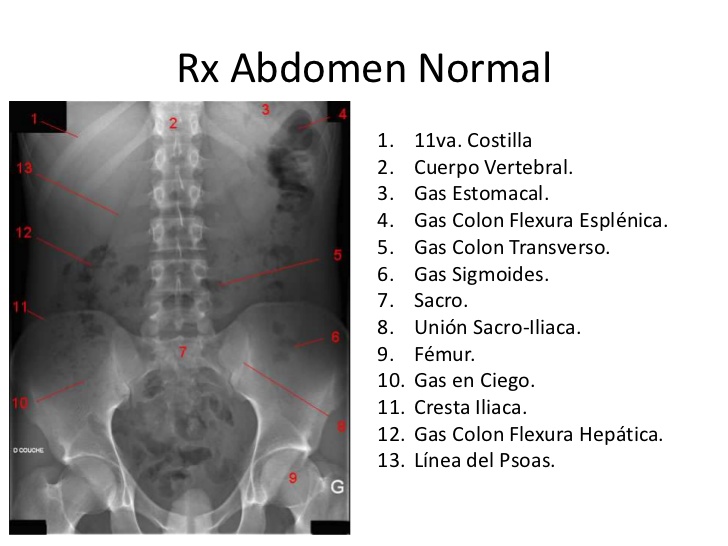 Rx Abdomen Normal
1
2
3
4
13
12
5
11
6
7
10
8
D COUCHE
9
G
1. 11va. Costilla
2. Cuerpo Vertebral.
3. Gas Estomacal.
4. Gas Colon Flexura Esplénica.
5. Gas Colon Transverso.
6. Gas Sigmoides.
7. Sacro.
8. Unión Sacro-Iliaca.
9. Fémur.
10. Gas en Ciego.
11. Cresta Iliaca.
12. Gas Colon Flexura Hepática.
13. Línea del Psoas.